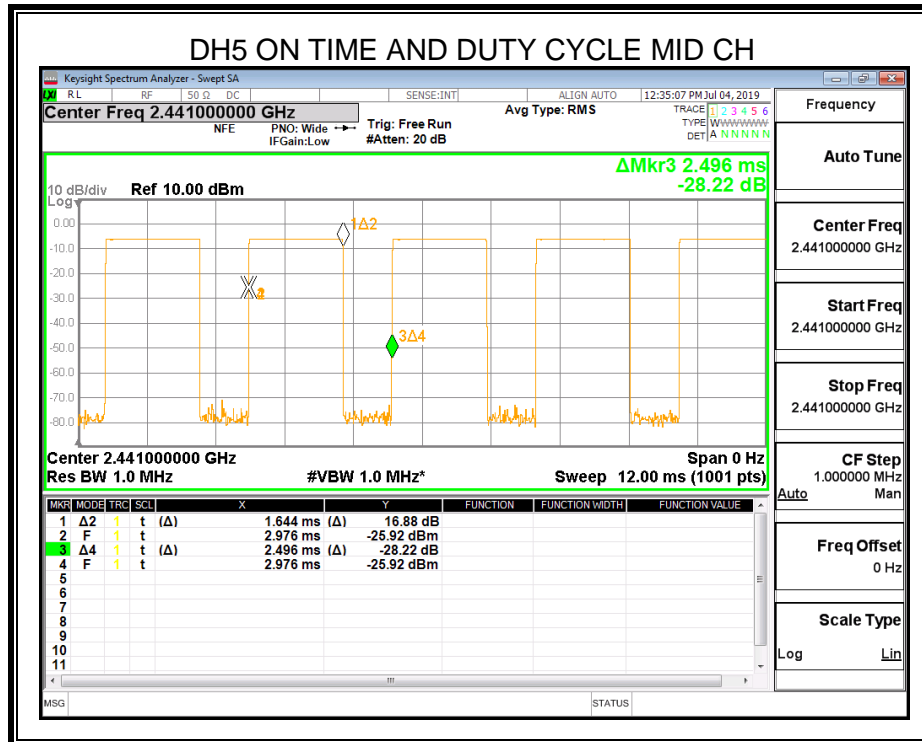 DH5 ON TIME AND DUTY CYCLE MID CH
Keysight Spectrum Analyzer - Swept SA
LXI RL RF 50 Ω DC SENSE:INT ALIGN AUTO 12:35:07 PM Jul 04, 2019
Center Freq 2.441000000 GHz
NFE
PNO: Wide
IFGain:Low
Trig: Free Run
#Atten: 20 dB
Avg Type: RMS
TRACE 1 2 3 4 5 6
TYPE WWWWWW
DET A N N N N N
ΔMkr3 2.496 ms
-28.22 dB
10 dB/div Ref 10.00 dBm
Log
0.00
-10.0
-20.0
-30.0
-40.0
-50.0
-60.0
-70.0
-80.0
1Δ2
3Δ4
Center 2.441000000 GHz Span 0 Hz
Res BW 1.0 MHz #VBW 1.0 MHz* Sweep 12.00 ms (1001 pts)
MKR MODE TRC SCL X Y FUNCTION FUNCTION WIDTH FUNCTION VALUE
1 Δ2 1 t (Δ) 1.644 ms (Δ) 16.88 dB
2 F 1 t 2.976 ms -25.92 dBm
3 Δ4 1 t (Δ) 2.496 ms (Δ) -28.22 dB
4 F 1 t 2.976 ms -25.92 dBm
5
6
7
8
9
10
11
MSG STATUS
Frequency
Auto Tune
Center Freq
2.441000000 GHz
Start Freq
2.441000000 GHz
Stop Freq
2.441000000 GHz
CF Step
1.000000 MHz
Auto Man
Freq Offset
0 Hz
Scale Type
Log Lin